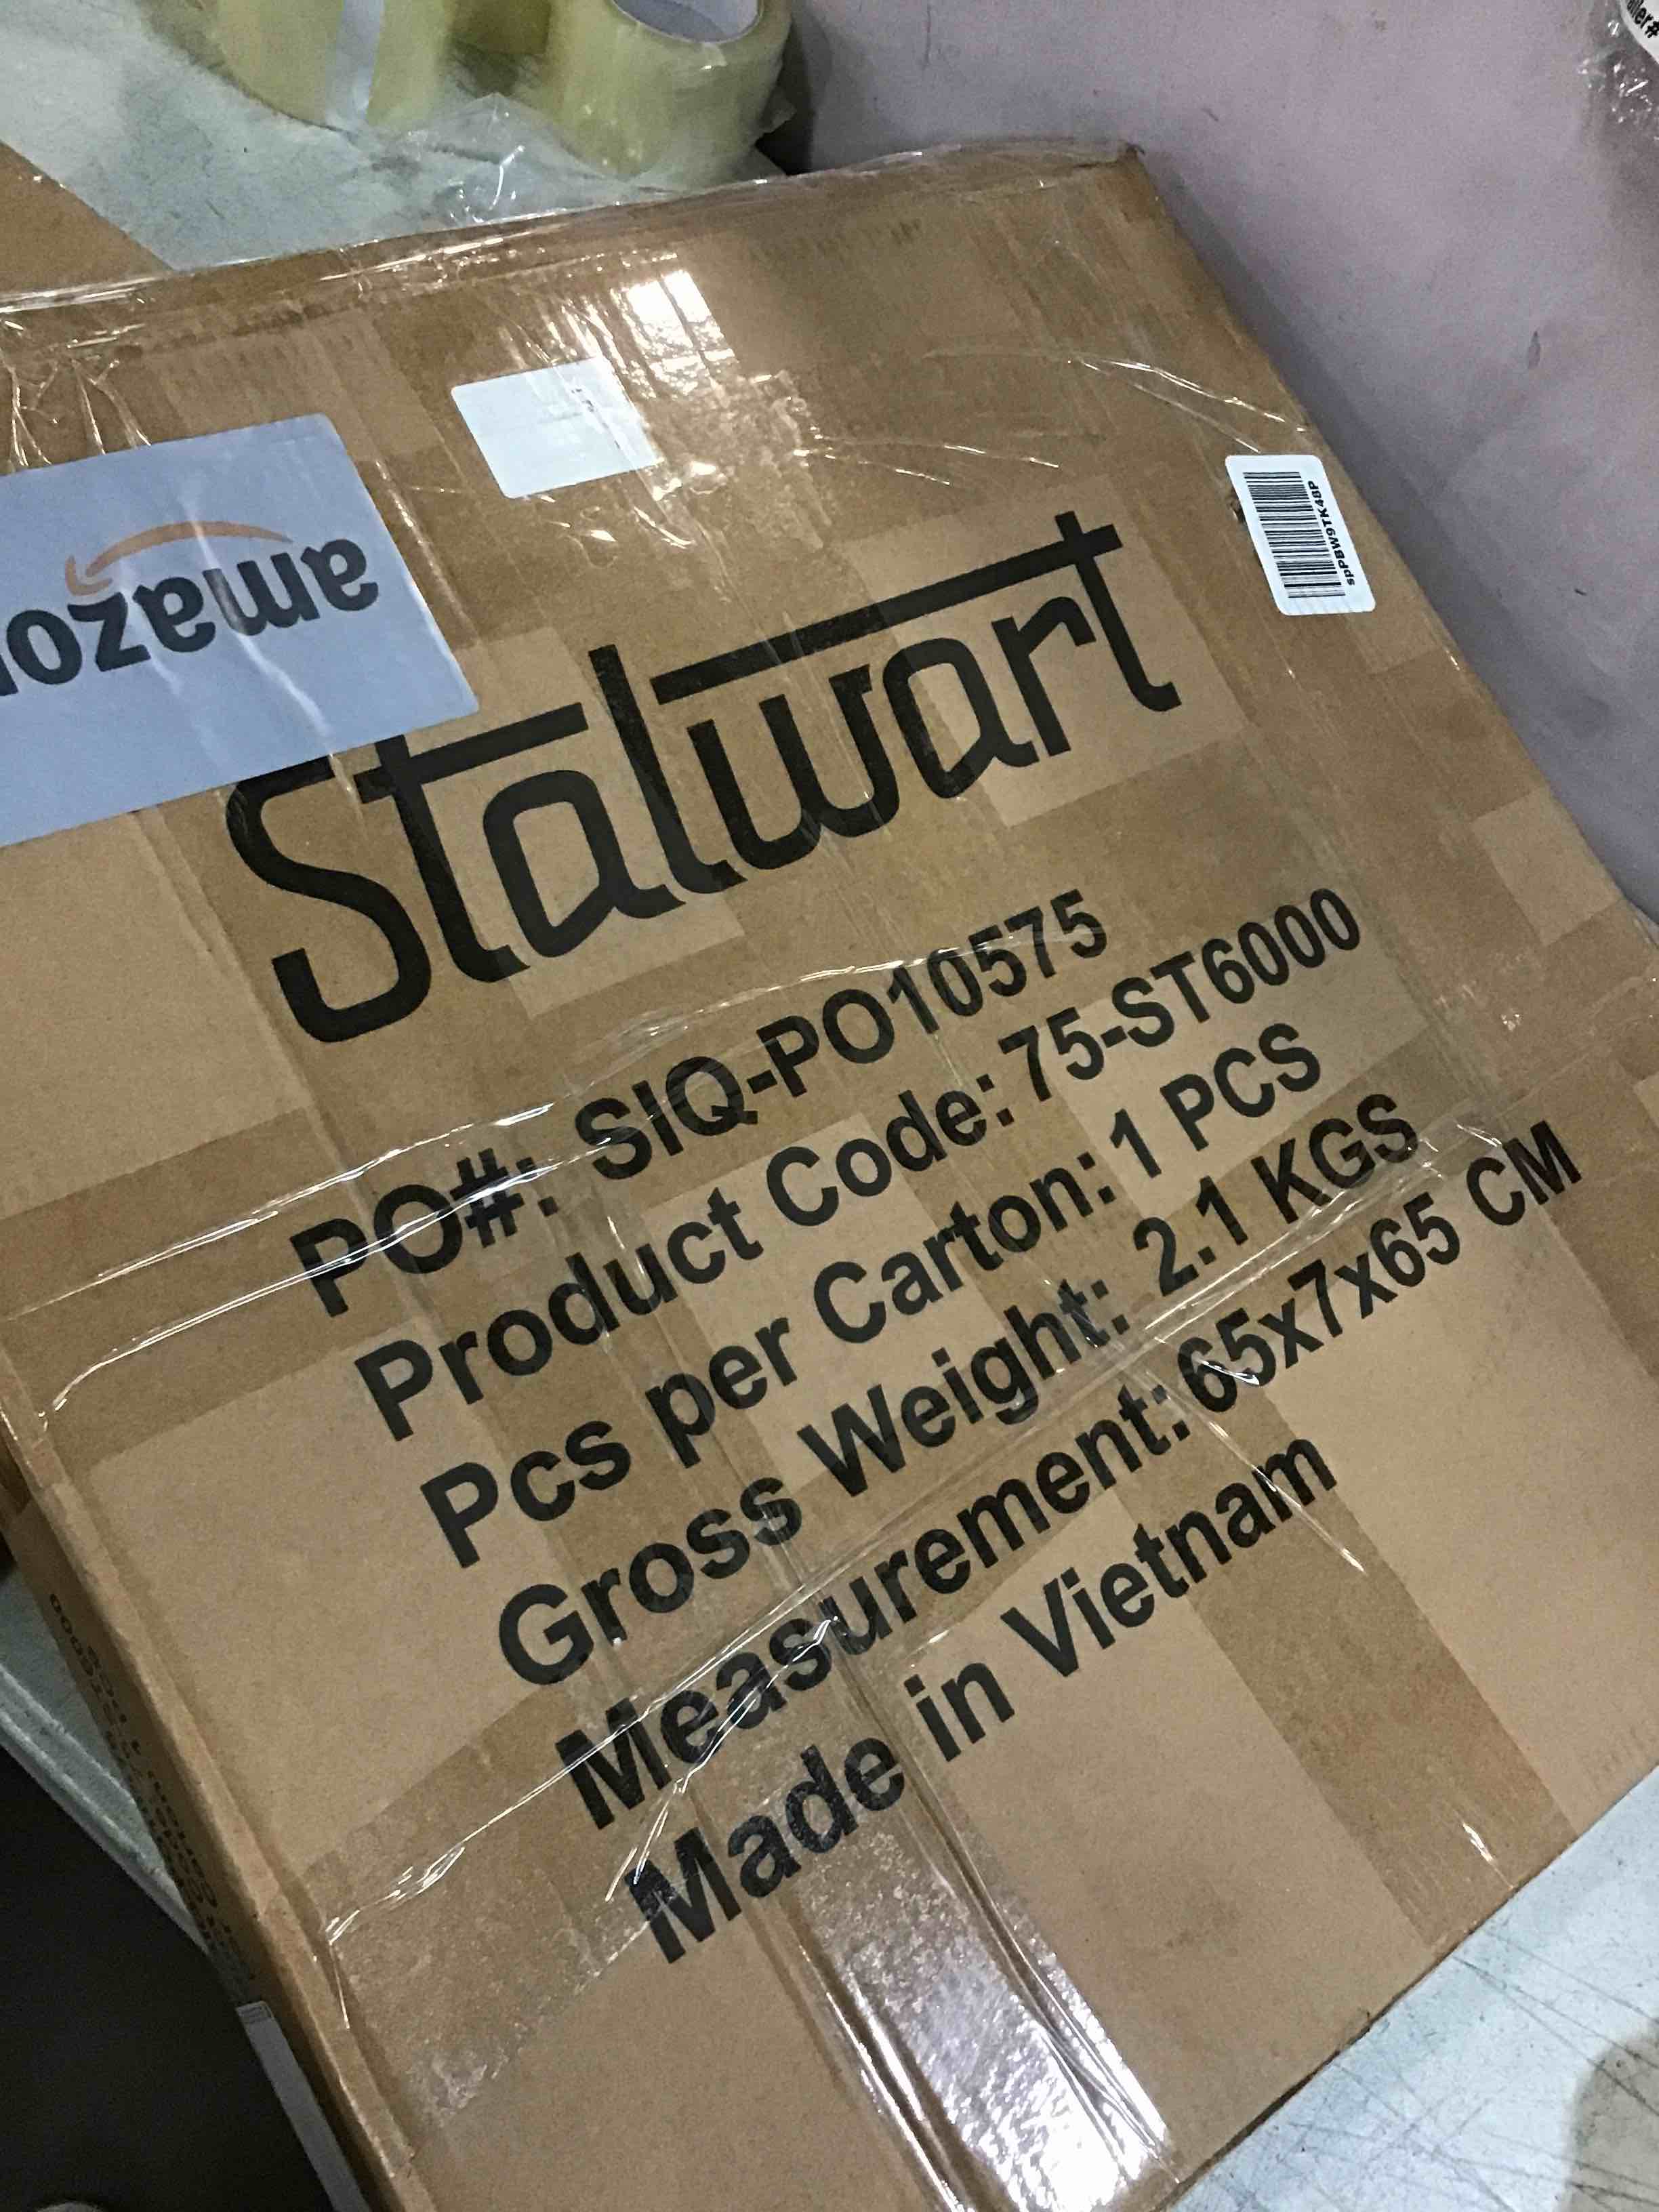 amazon
Stalwart
spPBW9TK48P
PO#: SIQ-PO10575
Product Code: 75-ST6000
Pcs per Carton: 1 PCS
Gross Weight: 2.1 KGS
Measurement: 65x7x65 CM
Made in Vietnam